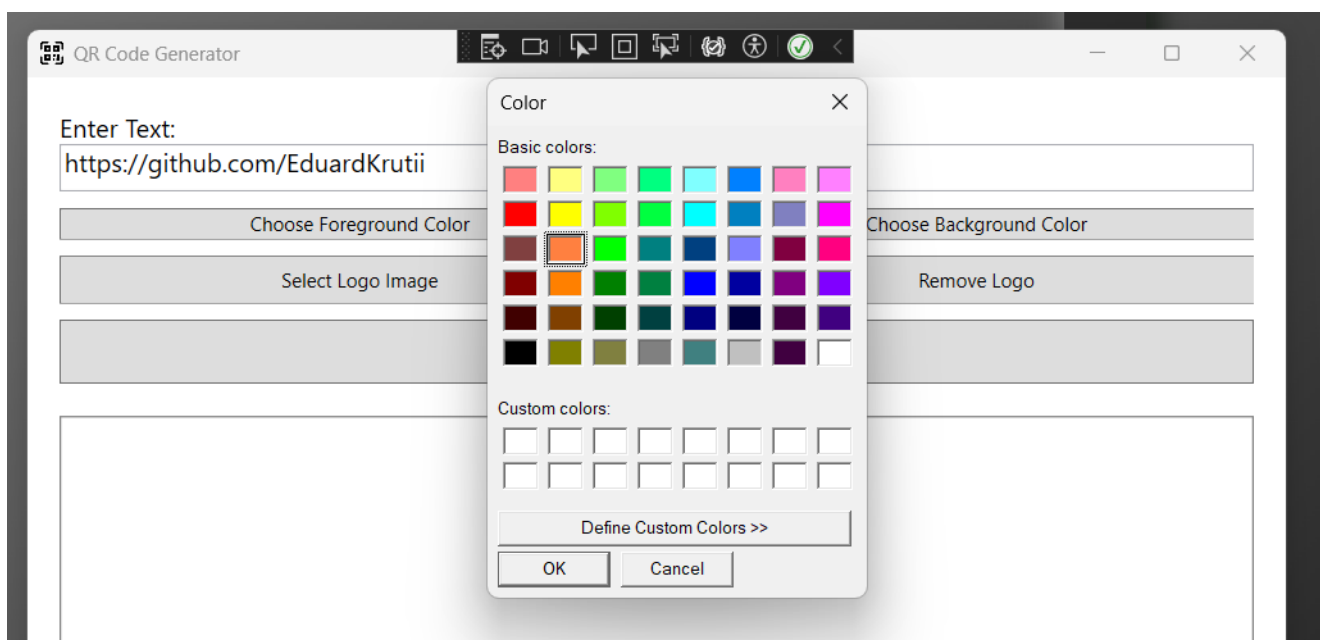 QR Code Generator
Color
Enter Text:
Basic colors:
https://github.com/EduardKrutii
Choose Foreground Color
Choose Background Color
Select Logo Image
Remove Logo
Custom colors:
Define Custom Colors >>
OK
Cancel